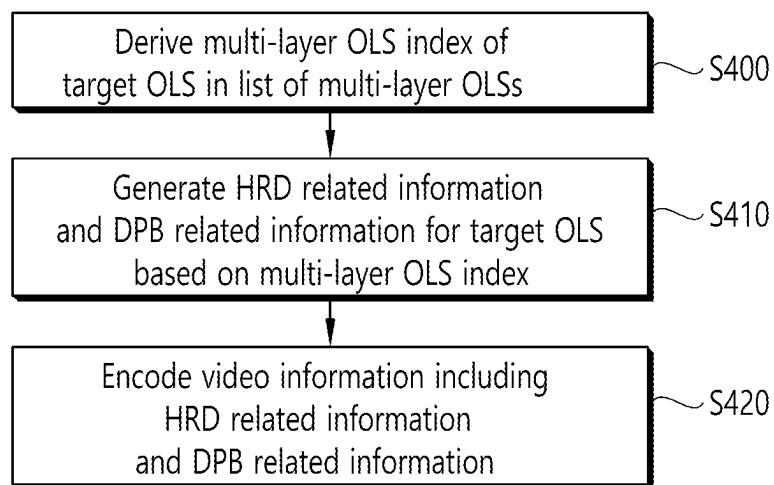 Derive multi-layer OLS index of
target OLS in list of multi-layer OLSs
S400
Generate HRD related information
and DPB related information for target OLS
based on multi-layer OLS index
S410
Encode video information including
HRD related information
and DPB related information
S420